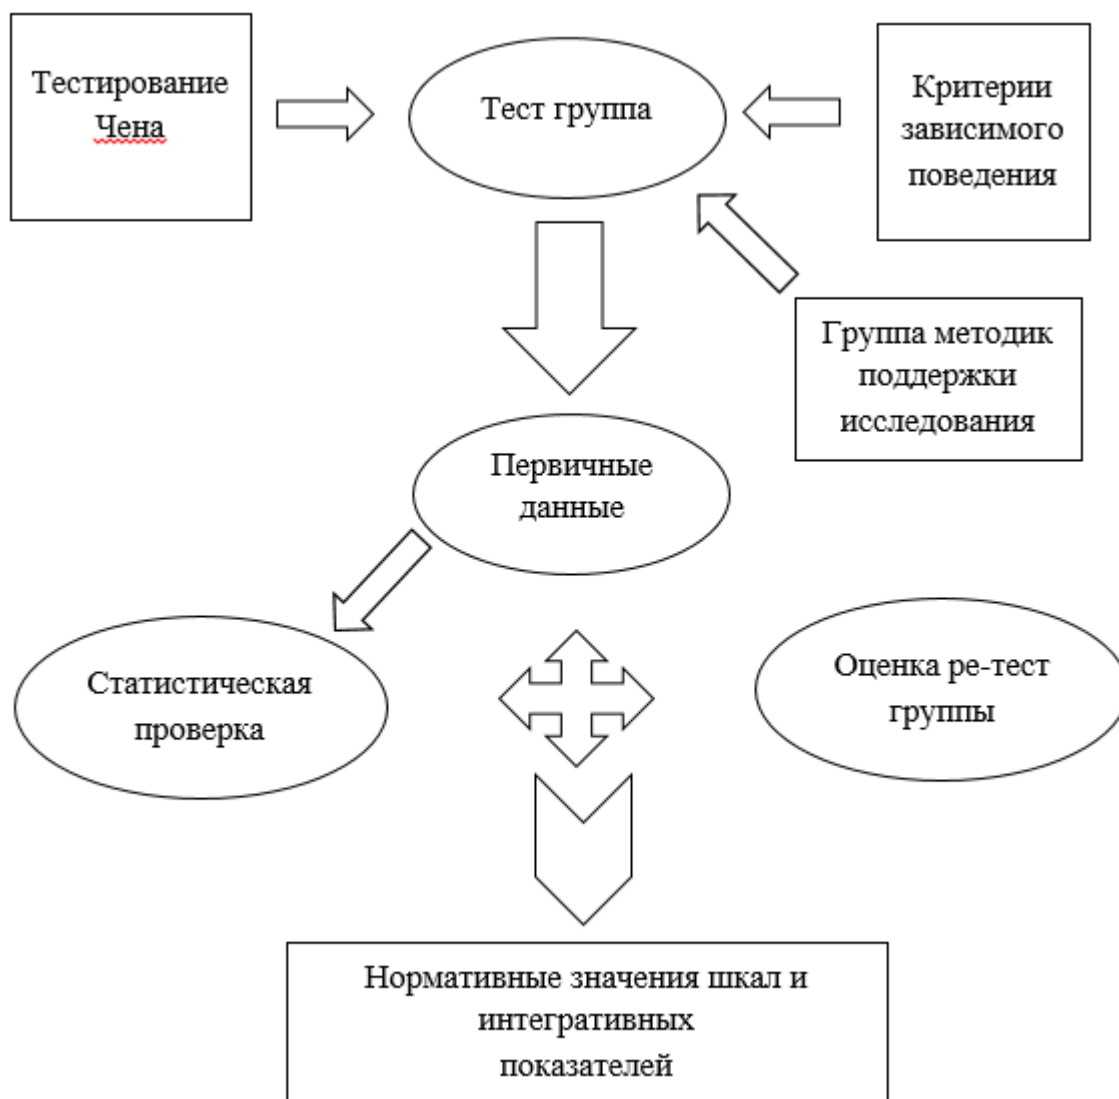 Тестирование
Чена
Тест группа
Критерии
зависимого
поведения
Группа методик
поддержки
исследования
Первичные
данные
Статистическая
проверка
Оценка ре-тест
группы
Нормативные значения шкал и
интегративных
показателей